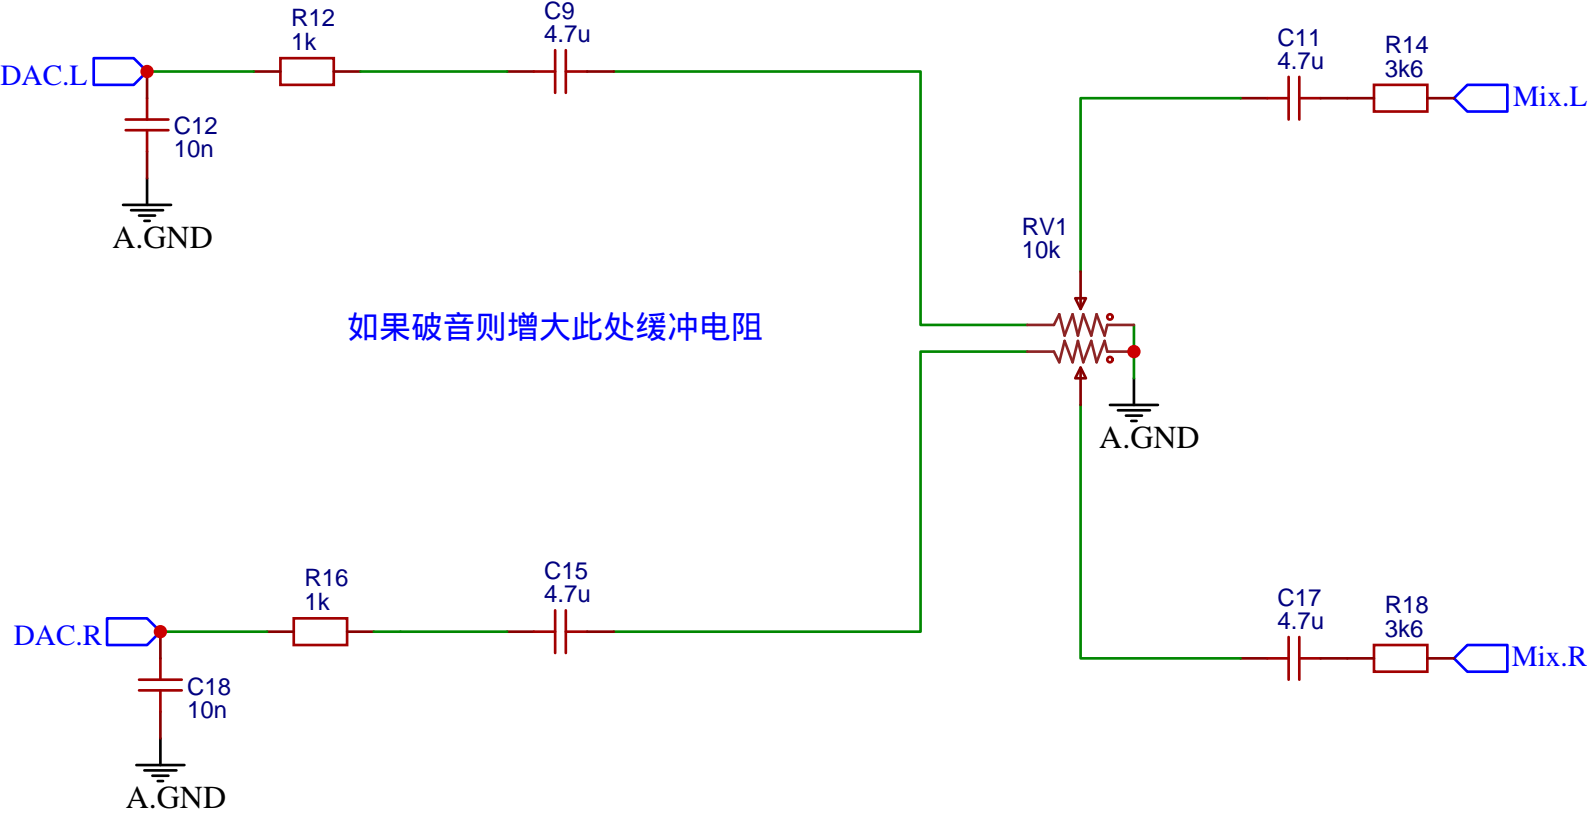 R12
1k
C9
4.7u
C11
4.7u
R14
3k6
DAC.L
Mix.L
C12
10n
A.GND
RV1
10k
如果破音则增大此处缓冲电阻
A.GND
R16
1k
C15
4.7u
C17
4.7u
R18
3k6
DAC.R
Mix.R
C18
10n
A.GND